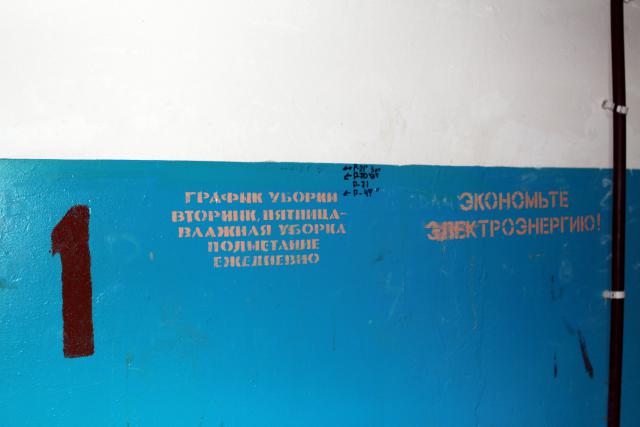 1
ГРАФИК УБОРКИ
ВТОРНИК, ПЯТНИЦА-
ВЛАЖНАЯ УБОРКА
ПОДМЕТАНИЕ
ЕЖЕДНЕВНО
ЭКОНОМЬТЕ
ЭЛЕКТРОЭНЕРГИЮ!